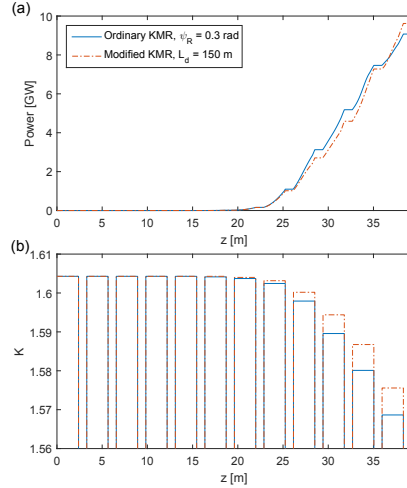 (a)
10
8
6
4
2
0
Power [GW]
Ordinary KMR, ψ_R = 0.3 rad
Modified KMR, L_d = 150 m
0 5 10 15 20 25 30 35
z [m]
(b)
1.61
1.6
1.59
1.58
1.57
1.56
K
0 5 10 15 20 25 30 35
z [m]